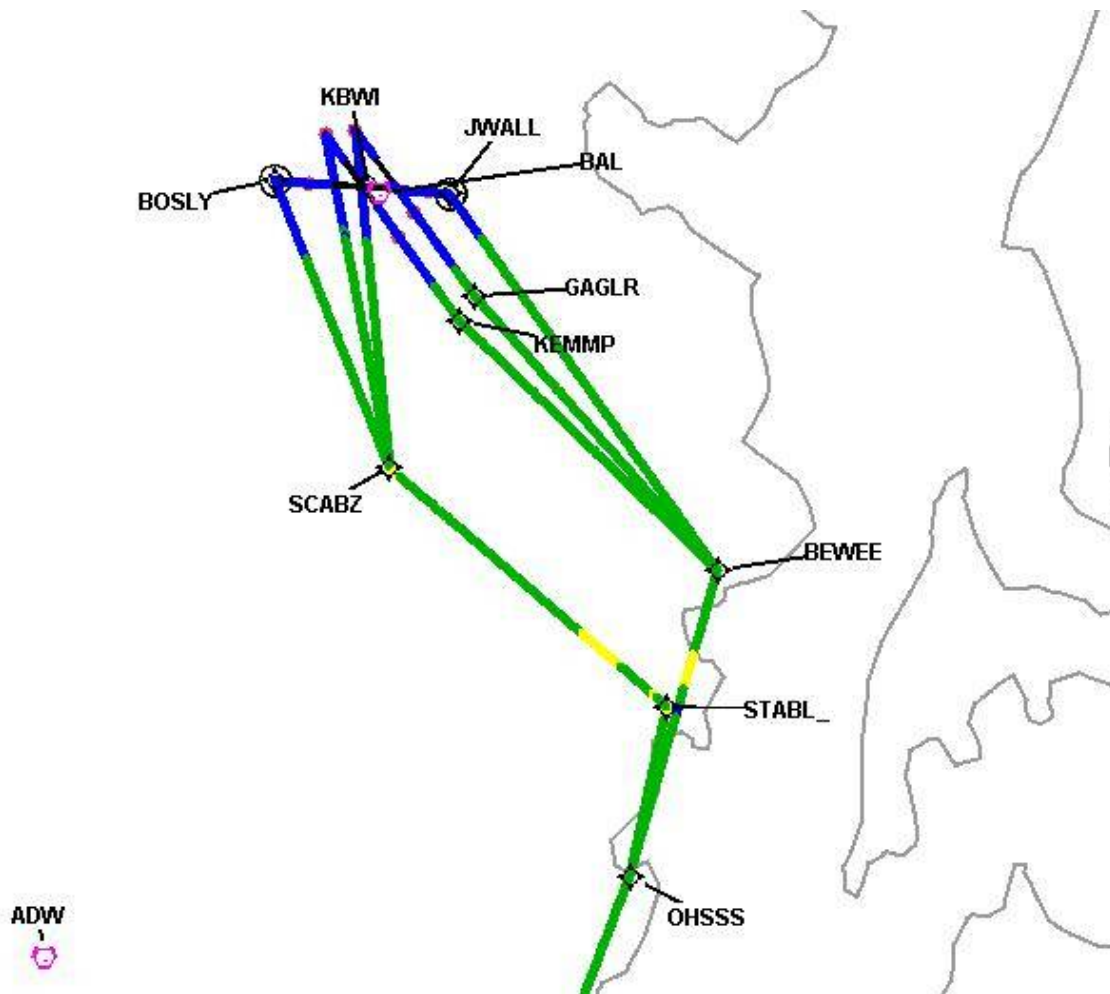 KBWI
JWALL
BAL
BOSLY
GAGLR
KEMMP
SCABZ
BEWEE
STABL_
ADW
OHSSS